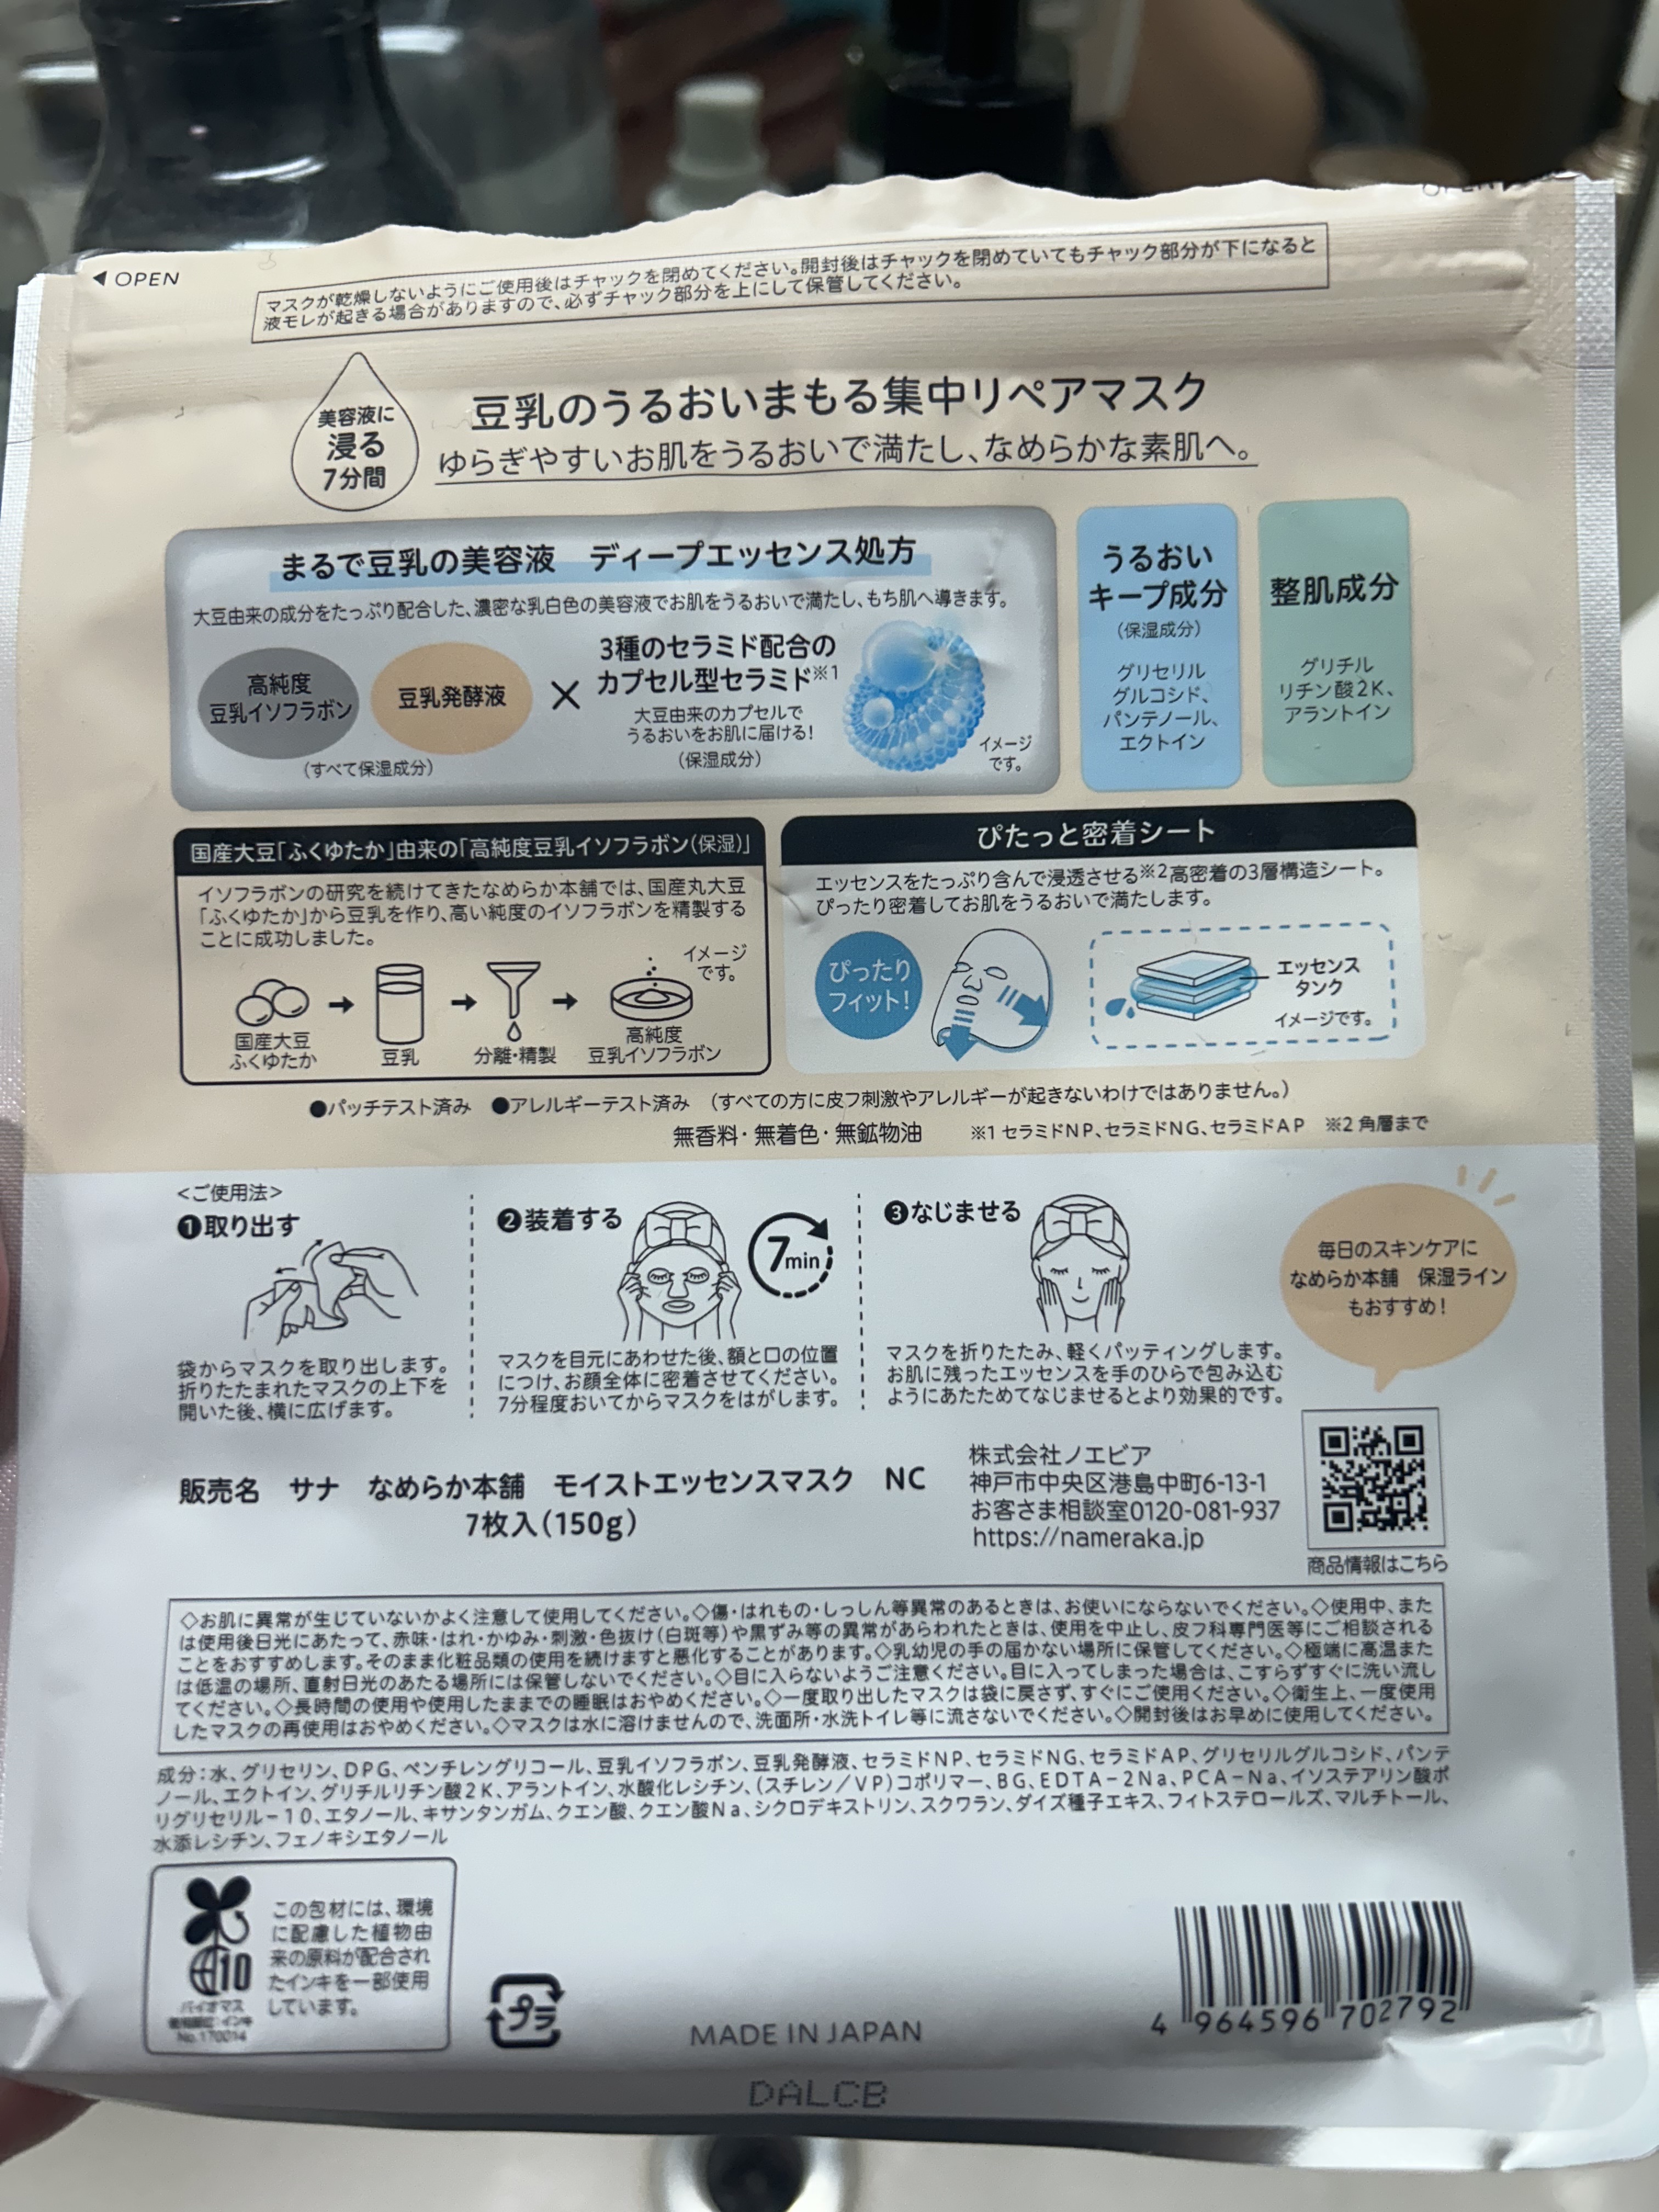 ◀ OPEN
マスクが乾燥しないようにご使用後はチャックを閉めてください。開封後はチャックを閉めていてもチャック部分が下になると
液モレが起きる場合がありますので、必ずチャック部分を上にして保管してください。
美容液に
浸る
7分間
豆乳のうるおいまもる集中リペアマスク
ゆらぎやすいお肌をうるおいで満たし、なめらかな素肌へ。
まるで豆乳の美容液 ディープエッセンス処方
大豆由来の成分をたっぷり配合した、濃密な乳白色の美容液でお肌をうるおいで満たし、もち肌へ導きます。
高純度
豆乳イソフラボン
豆乳発酵液
(すべて保湿成分)
×
3種のセラミド配合の
カプセル型セラミド※1
大豆由来のカプセルで
うるおいをお肌に届ける!
(保湿成分)
イメージ
です。
うるおい
キープ成分
(保湿成分)
グリセリル
グルコシド、
パンテノール、
エクトイン
整肌成分
グリチル
リチン酸2K、
アラントイン
国産大豆「ふくゆたか」由来の「高純度豆乳イソフラボン(保湿)」
イソフラボンの研究を続けてきたなめらか本舗では、国産丸大豆
「ふくゆたか」から豆乳を作り、高い純度のイソフラボンを精製する
ことに成功しました。
イメージ
です。
国産大豆
ふくゆたか
豆乳
分離・精製
高純度
豆乳イソフラボン
ぴたっと密着シート
エッセンスをたっぷり含んで浸透させる※2高密着の3層構造シート。
ぴったり密着してお肌をうるおいで満たします。
ぴったり
フィット!
エッセンス
タンク
イメージです。
●パッチテスト済み ●アレルギーテスト済み (すべての方に皮フ刺激やアレルギーが起きないわけではありません。)
無香料・無着色・無鉱物油 ※1 セラミドNP、セラミドNG、セラミドAP ※2 角層まで
<ご使用法>
❶取り出す
袋からマスクを取り出します。
折りたたまれたマスクの上下を
開いた後、横に広げます。
❷装着する
7min
マスクを目元にあわせた後、額と口の位置
につけ、お顔全体に密着させてください。
7分程度おいてからマスクをはがします。
❸なじませる
マスクを折りたたみ、軽くパッティングします。
お肌に残ったエッセンスを手のひらで包み込む
ようにあたためてなじませるとより効果的です。
毎日のスキンケアに
なめらか本舗 保湿ライン
もおすすめ!
販売名 サナ なめらか本舗 モイストエッセンスマスク NC
7枚入(150g)
株式会社ノエビア
神戸市中央区港島中町6-13-1
お客さま相談室0120-081-937
https://nameraka.jp
商品情報はこちら
◇お肌に異常が生じていないかよく注意して使用してください。◇傷・はれもの・しっしん等異常のあるときは、お使いにならないでください。◇使用中、また
は使用後日光にあたって、赤味・はれ・かゆみ・刺激・色抜け(白斑等)や黒ずみ等の異常があらわれたときは、使用を中止し、皮フ科専門医等にご相談される
ことをおすすめします。そのまま化粧品類の使用を続けますと悪化することがあります。◇乳幼児の手の届かない場所に保管してください。◇極端に高温また
は低温の場所、直射日光のあたる場所には保管しないでください。◇目に入らないようご注意ください。目に入ってしまった場合は、こすらずすぐに洗い流し
てください。◇長時間の使用や使用したままでの睡眠はおやめください。◇一度取り出したマスクは袋に戻さず、すぐにご使用ください。◇衛生上、一度使用
したマスクの再使用はおやめください。◇マスクは水に溶けませんので、洗面所・水洗トイレ等に流さないでください。◇開封後はお早めに使用してください。
成分:水、グリセリン、DPG、ペンチレングリコール、豆乳イソフラボン、豆乳発酵液、セラミドNP、セラミドNG、セラミドAP、グリセリルグルコシド、パンテ
ノール、エクトイン、グリチルリチン酸2K、アラントイン、水酸化レシチン、(スチレン/VP)コポリマー、BG、EDTA-2Na、PCA-Na、イソステアリン酸ポ
リグリセリル-10、エタノール、キサンタンガム、クエン酸、クエン酸Na、シクロデキストリン、スクワラン、ダイズ種子エキス、フィトステロールズ、マルチトール、
水添レシチン、フェノキシエタノール
10
バイオマス
No.170014
この包材には、環境
に配慮した植物由
来の原料が配合され
たインキを一部使用
しています。
プラ
MADE IN JAPAN
4 964596 702792
DALCB